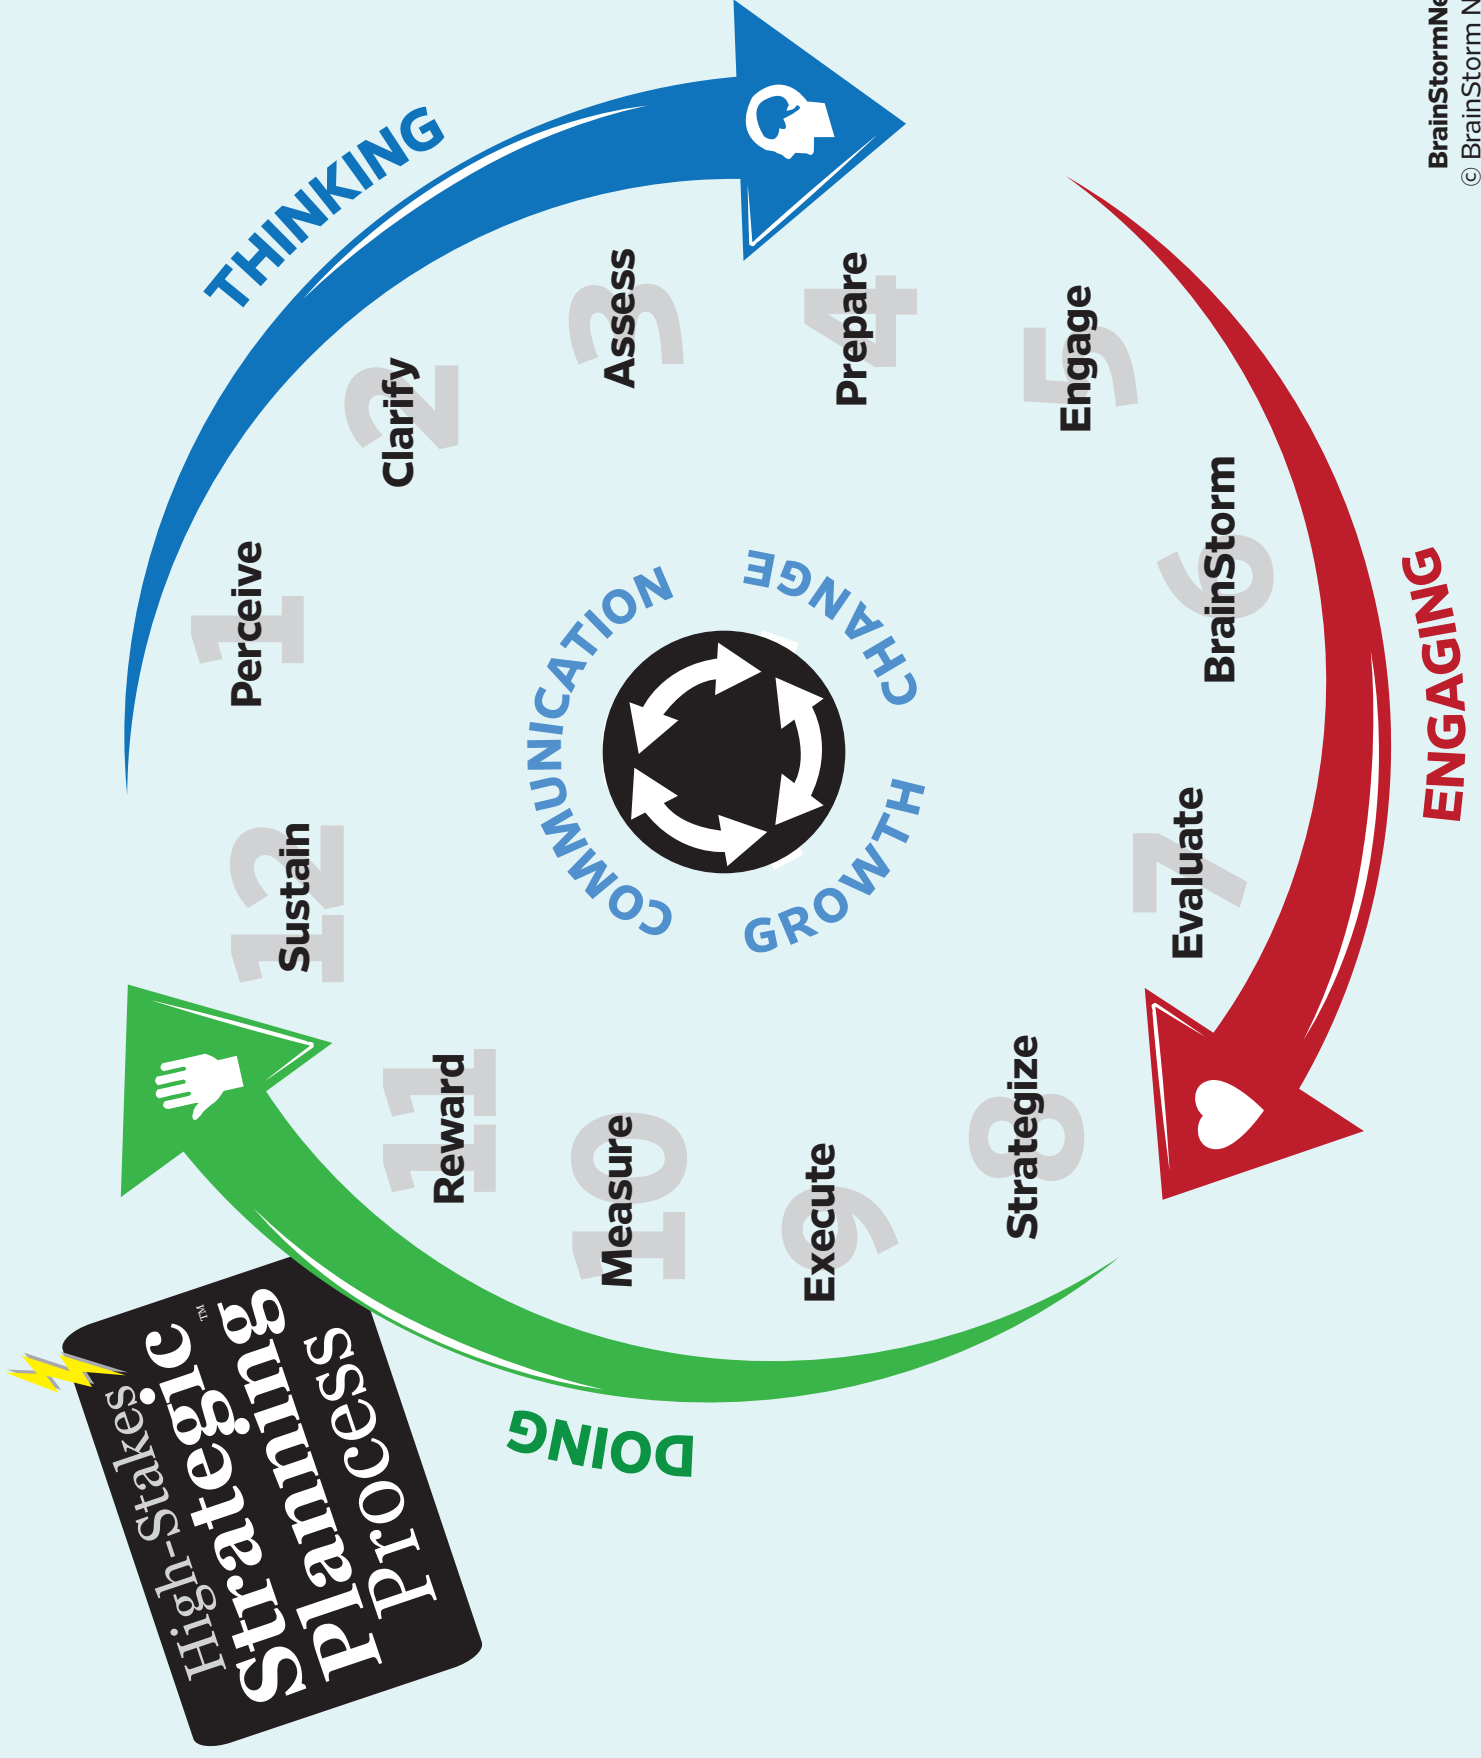 High-Stakes
Strategic™
Planning
Process
THINKING
ENGAGING
DOING
1 Perceive
2 Clarify
3 Assess
4 Prepare
5 Engage
6 BrainStorm
7 Evaluate
8 Strategize
9 Execute
10 Measure
11 Reward
12 Sustain
COMMUNICATION
CHANGE
GROWTH
© BrainStorm